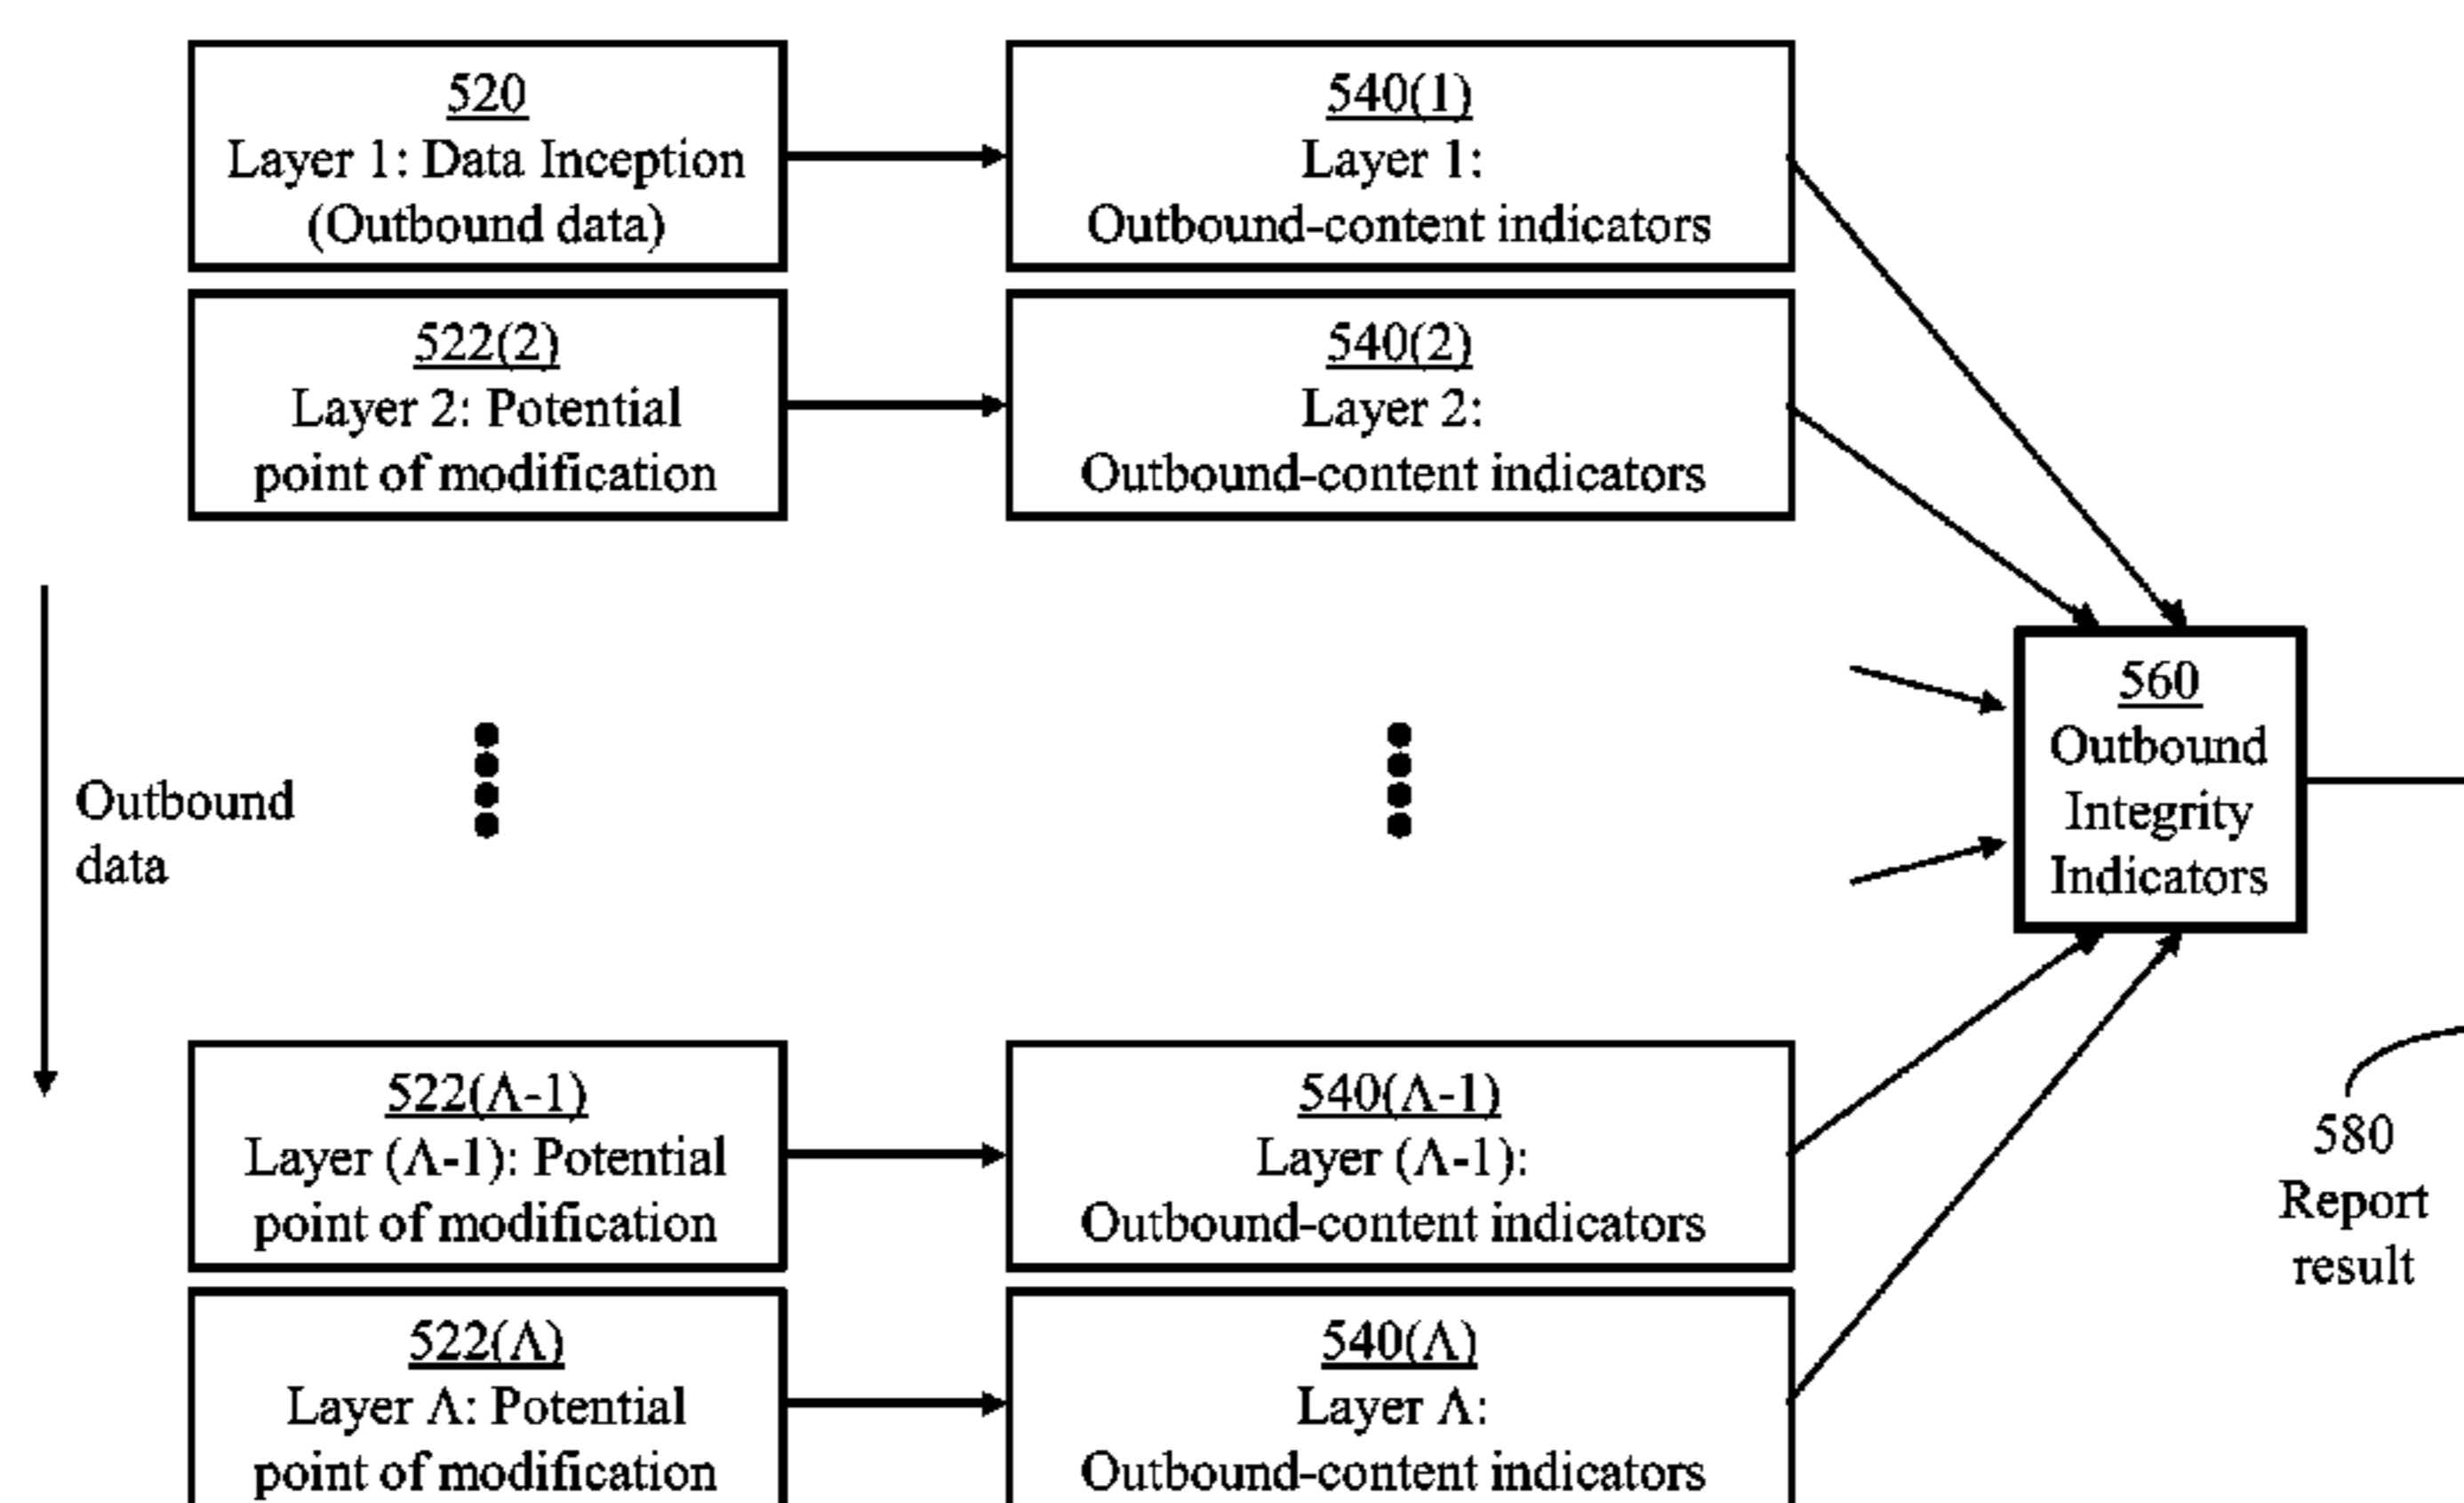 520
Layer 1: Data Inception
(Outbound data)
540(1)
Layer 1:
Outbound-content indicators
522(2)
Layer 2: Potential
point of modification
540(2)
Layer 2:
Outbound-content indicators
Outbound
data
560
Outbound
Integrity
Indicators
522(Λ-1)
Layer (Λ-1): Potential
point of modification
540(Λ-1)
Layer (Λ-1):
Outbound-content indicators
580
Report
result
522(Λ)
Layer Λ: Potential
point of modification
540(Λ)
Layer Λ:
Outbound-content indicators